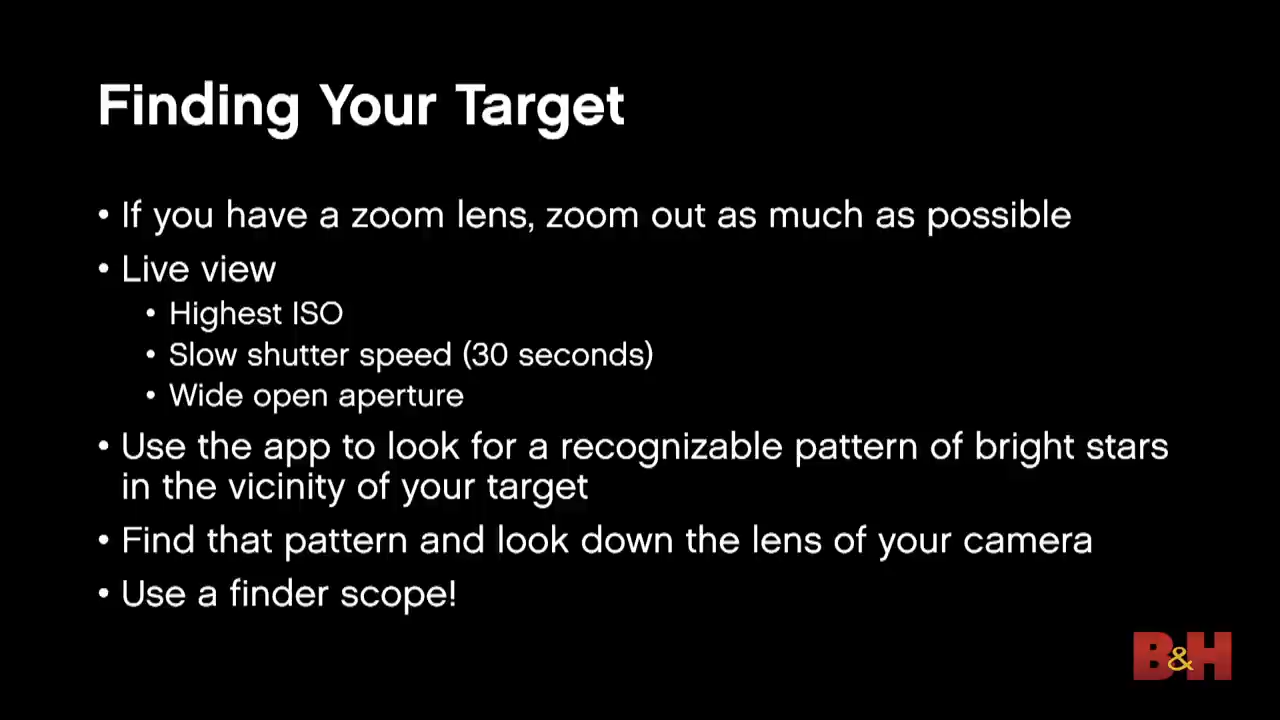 Finding Your Target
• If you have a zoom lens, zoom out as much as possible
• Live view
• Highest ISO
• Slow shutter speed (30 seconds)
• Wide open aperture
• Use the app to look for a recognizable pattern of bright stars
in the vicinity of your target
• Find that pattern and look down the lens of your camera
• Use a finder scope!
B&H